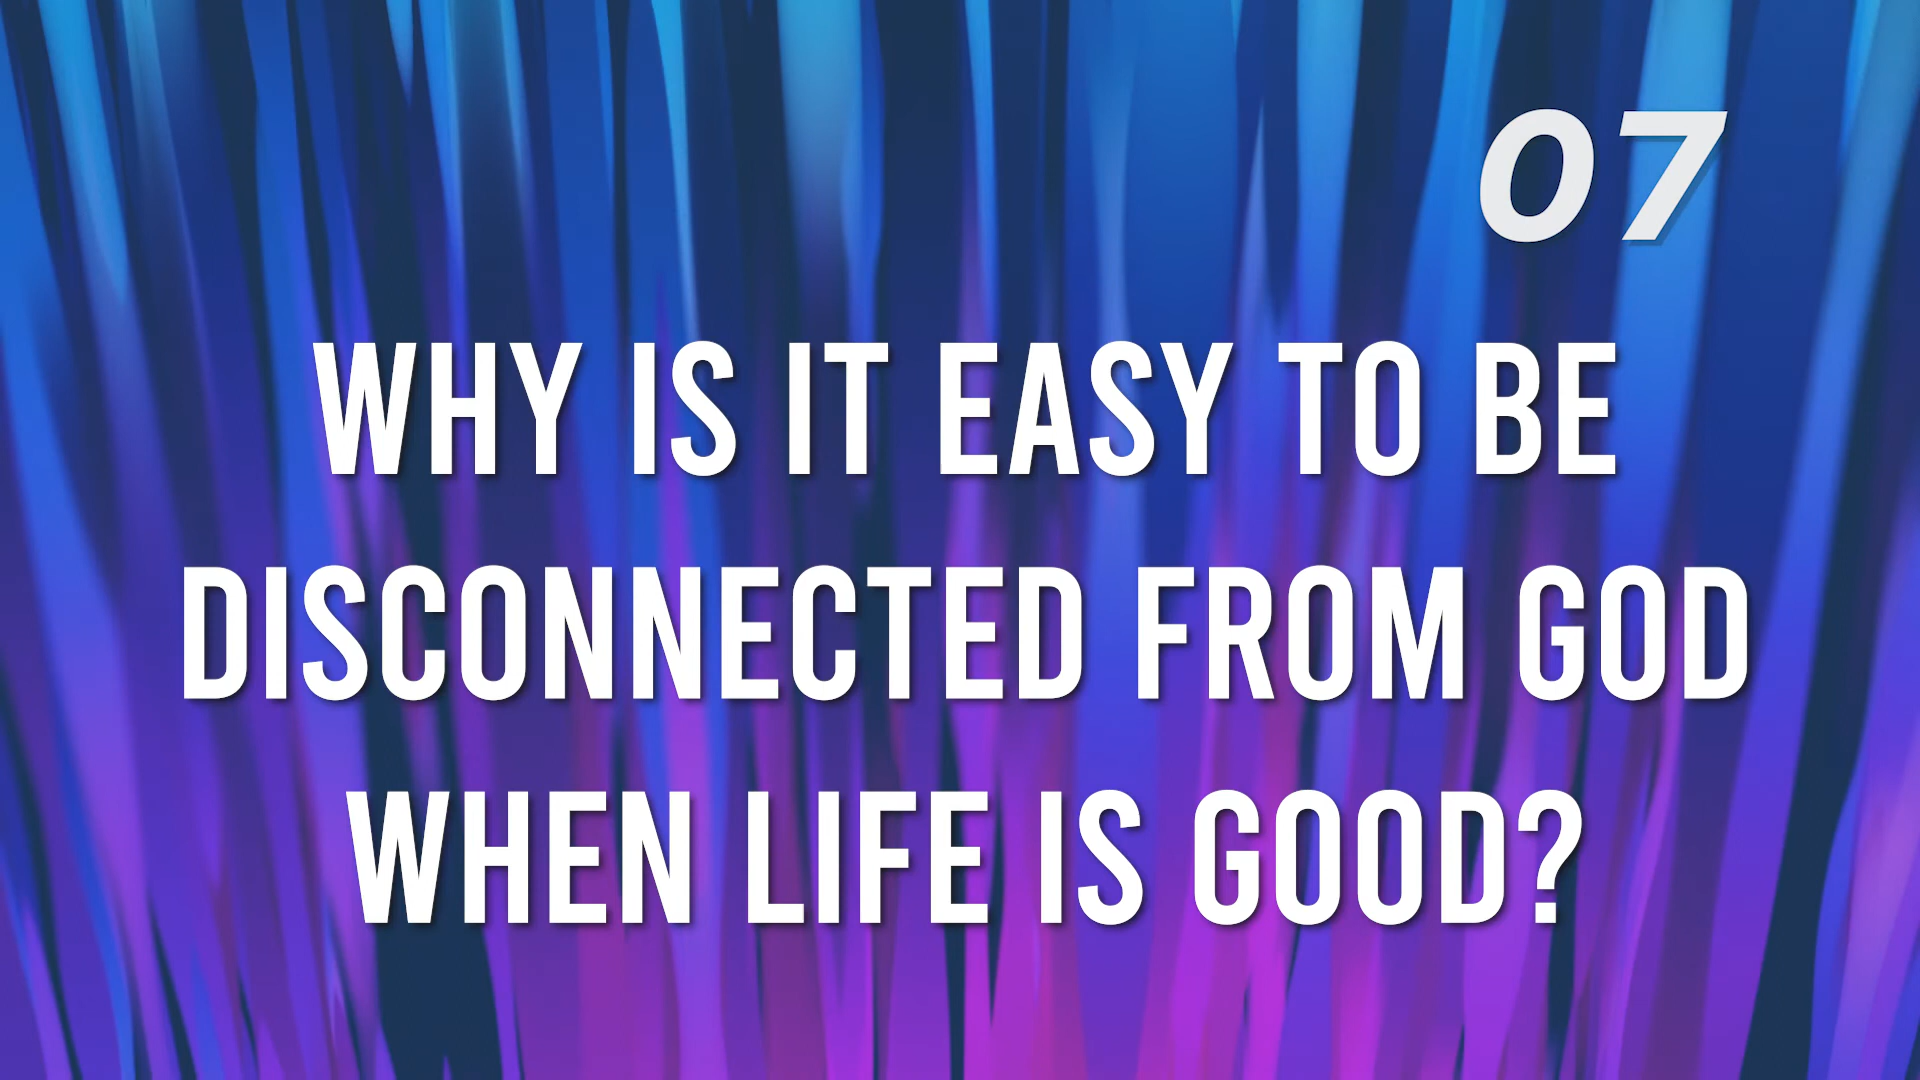 07
WHY IS IT EASY TO BE
DISCONNECTED FROM GOD
WHEN LIFE IS GOOD?